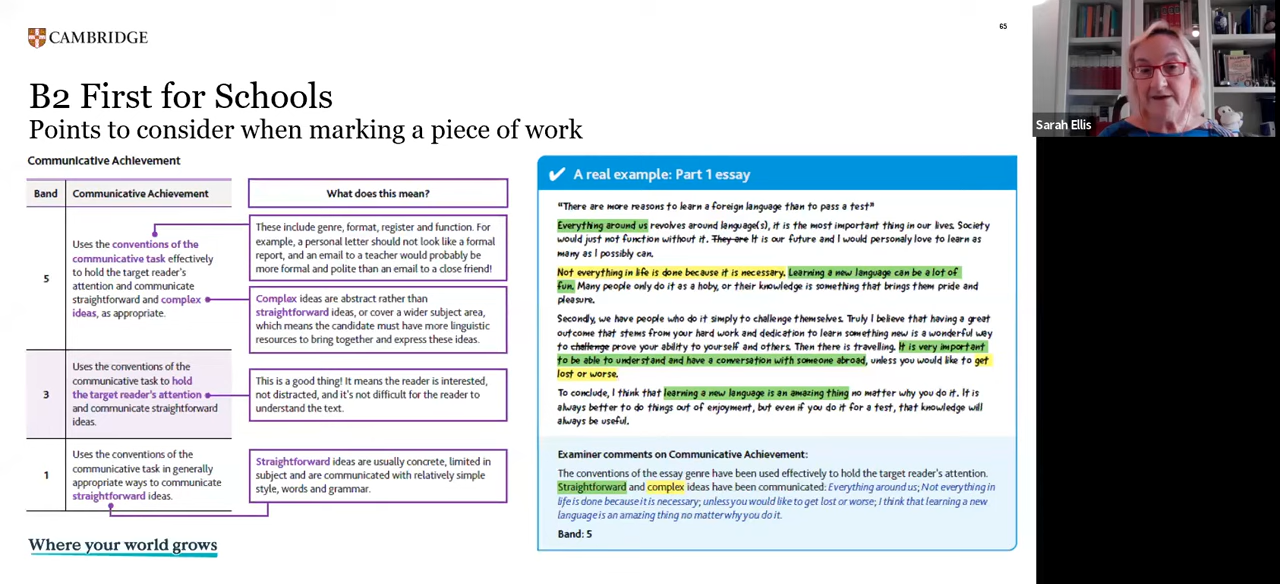 65
CAMBRIDGE
Sarah Ellis
B2 First for Schools
Points to consider when marking a piece of work
Communicative Achievement
Band
Communicative Achievement
What does this mean?
5
Uses the conventions of the
communicative task effectively
to hold the target reader's
attention and communicate
straightforward and complex
ideas, as appropriate.
These include genre, format, register and function. For
example, a personal letter should not look like a formal
report, and an email to a teacher would probably be
more formal and polite than an email to a close friend!
Complex ideas are abstract rather than
straightforward ideas, or cover a wider subject area,
which means the candidate must have more linguistic
resources to bring together and express these ideas.
3
Uses the conventions of the
communicative task to hold
the target reader's attention
and communicate straightforward
ideas.
This is a good thing! It means the reader is interested,
not distracted, and it's not difficult for the reader to
understand the text.
1
Uses the conventions of the
communicative task in generally
appropriate ways to communicate
straightforward ideas.
Straightforward ideas are usually concrete, limited in
subject and are communicated with relatively simple
style, words and grammar.
Where your world grows
A real example: Part 1 essay
"There are more reasons to learn a foreign language than to pass a test"
Everything around us revolves around language(s), it is the most important thing in our lives. Society
would just not function without it. They are It is our future and I would personaly love to learn as
many as I possibly can.
Not everything in life is done because it is necessary. Learning a new language can be a lot of
fun. Many people only do it as a hoby, or their knowledge is something that brings them pride and
pleasure.
Secondly, we have people who do it simply to challenge themselves. Truly I believe that having a great
outcome that stems from your hard work and dedication to learn something new is a wonderful way
to challenge prove your ability to yourself and others. Then there is travelling. It is very important
to be able to understand and have a conversation with someone abroad, unless you would like to get
lost or worse.
To conclude, I think that learning a new language is an amazing thing no matter why you do it. It is
always better to do things out of enjoyment, but even if you do it for a test, that knowledge will
always be useful.
Examiner comments on Communicative Achievement:
The conventions of the essay genre have been used effectively to hold the target reader's attention.
Straightforward and complex ideas have been communicated: Everything around us; Not everything in
life is done because it is necessary; unless you would like to get lost or worse; I think that learning a new
language is an amazing thing no matter why you do it.
Band: 5